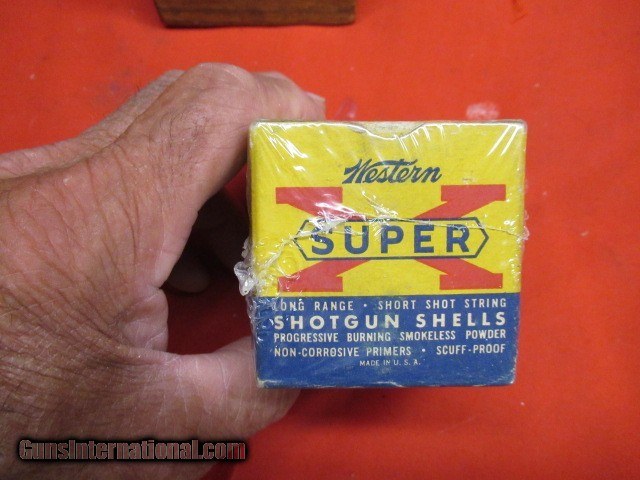 Western
SUPER
X
LONG RANGE • SHORT SHOT STRING
SHOTGUN SHELLS
PROGRESSIVE BURNING SMOKELESS POWDER
NON-CORROSIVE PRIMERS • SCUFF-PROOF
MADE IN U.S.A.
GunsInternational.com